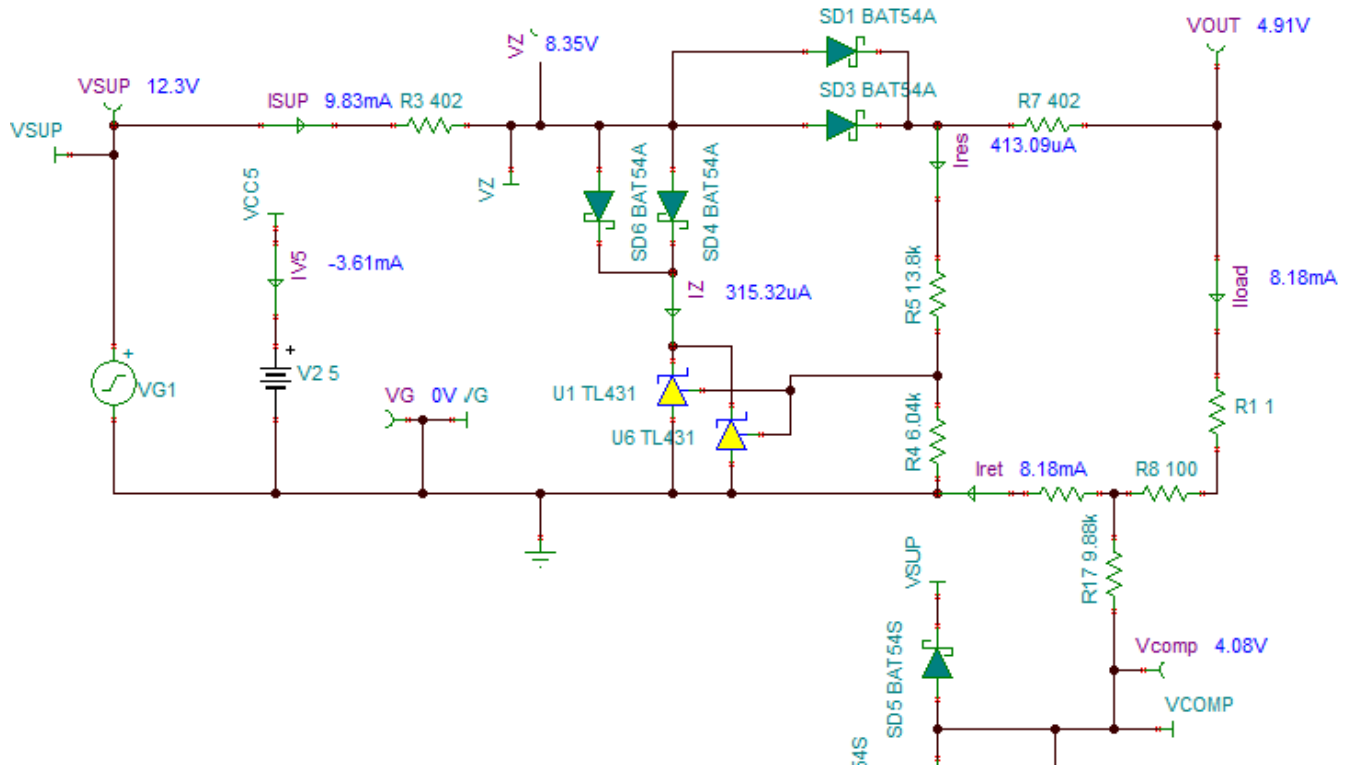 SD1 BAT54A
VOUT 4.91V
VZ 8.35V
VSUP 12.3V
ISUP 9.83mA R3 402
SD3 BAT54A
R7 402
VSUP
Ires 413.09uA
VCC5
VZ
SD6 BAT54A
SD4 BAT54A
IV5 -3.61mA
IZ 315.32uA
R5 13.8k
Iload 8.18mA
+
+
VG1
V2 5
VG 0V VG
U1 TL431
U6 TL431
R4 6.04k
R1 1
Iret 8.18mA
R8 100
R17 9.88k
VSUP
SD5 BAT54S
Vcomp 4.08V
VCOMP
54S